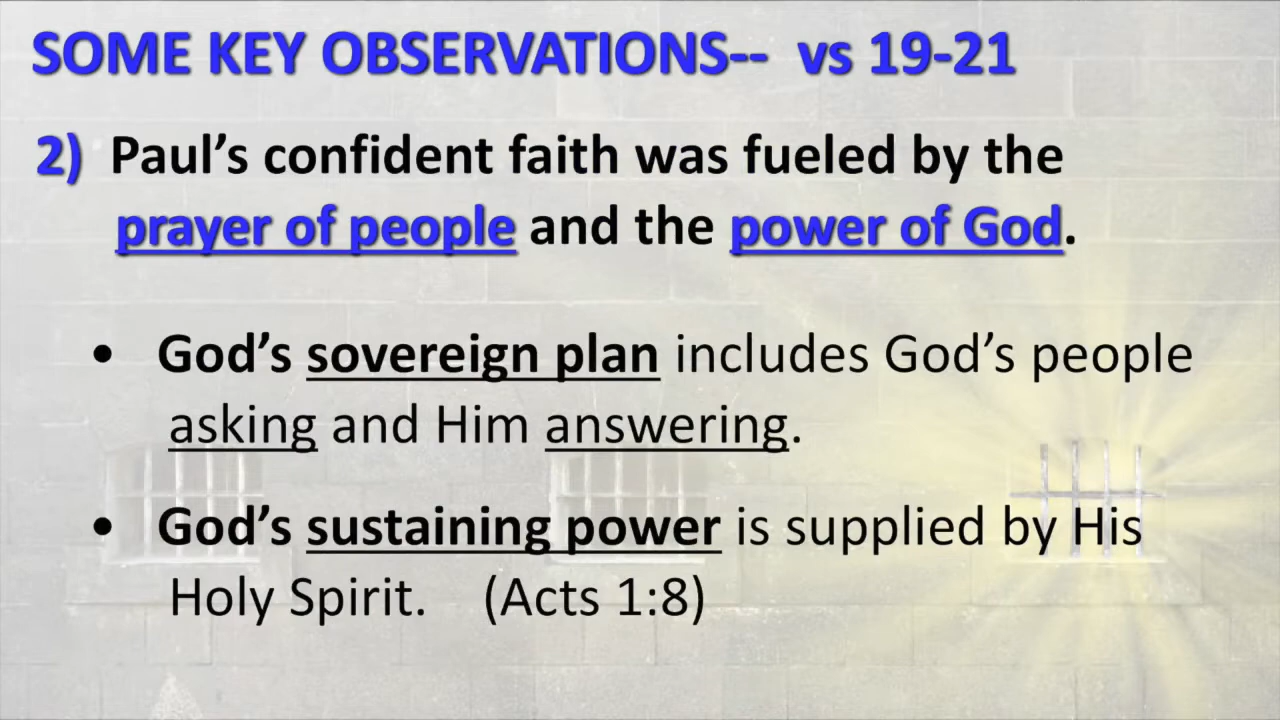 SOME KEY OBSERVATIONS-- vs 19-21
2) Paul’s confident faith was fueled by the
prayer of people and the power of God.
• God’s sovereign plan includes God’s people
asking and Him answering.
• God’s sustaining power is supplied by His
Holy Spirit. (Acts 1:8)